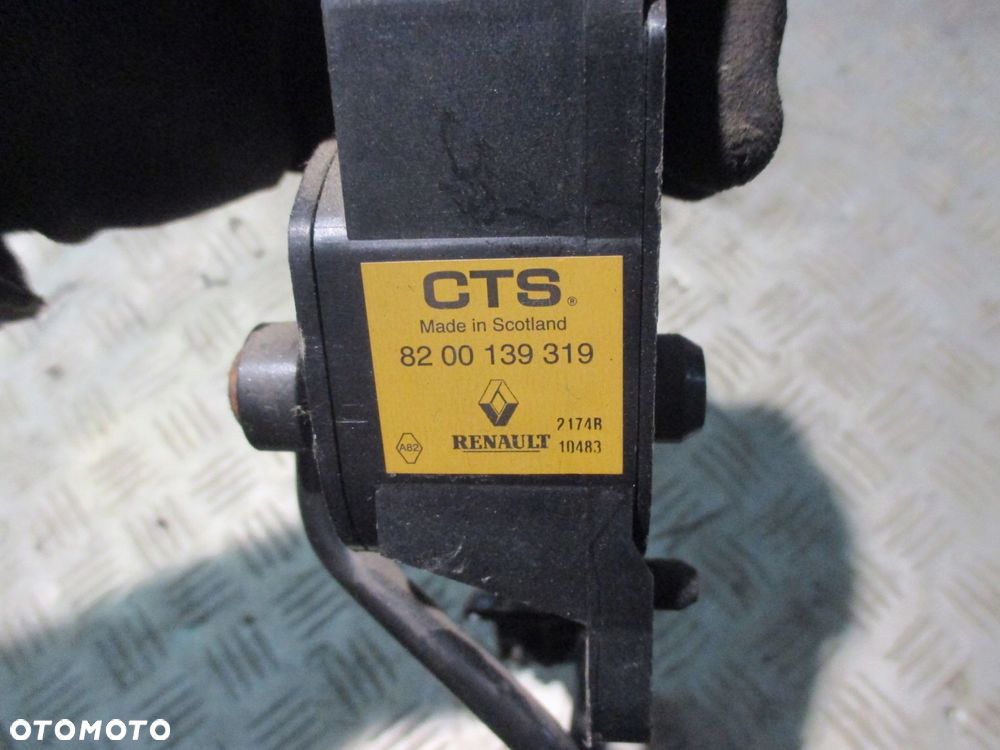 CTS®
Made in Scotland
82 00 139 319
A82
RENAULT
2174B
10483
OTOMOTO